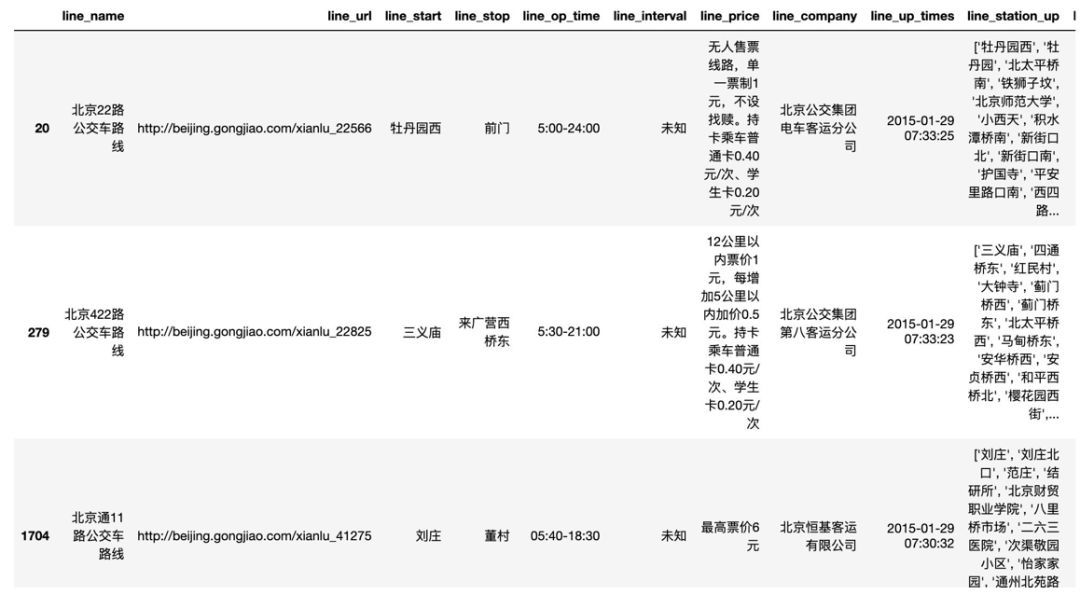 line_name line_url line_start line_stop line_op_time line_interval line_price line_company line_up_times line_station_up
20
北京22路
公交车路
线
http://beijing.gongjiao.com/xianlu_22566
牡丹园西
前门
5:00-24:00
未知
无人售票
线路，单
一票制1
元，不设
找赎。持
卡乘车普
通卡0.40
元/次、学
生卡0.20
元/次
北京公交集团
电车客运分公
司
2015-01-29
07:33:25
['牡丹园西', '牡
丹园', '北太平桥
南', '铁狮子坟',
'北京师范大学',
'小西天', '积水
潭桥南', '新街口
北', '新街口南',
'护国寺', '平安
里路口南', '西四
路...
279
北京422路
公交车路
线
http://beijing.gongjiao.com/xianlu_22825
三义庙
来广营西
桥东
5:30-21:00
未知
12公里以
内票价1
元，每增
加5公里以
内加价0.5
元。持卡
乘车普通
卡0.40元/
次、学生
卡0.20元/
次
北京公交集团
第八客运分公
司
2015-01-29
07:33:23
['三义庙', '四通
桥东', '红民村',
'大钟寺', '蓟门
桥西', '蓟门桥
东', '北太平桥
西', '马甸桥东',
'安华桥西', '安
贞桥西', '和平西
桥北', '樱花园西
街',...
1704
北京通11
路公交车
路线
http://beijing.gongjiao.com/xianlu_41275
刘庄
董村
05:40-18:30
未知
最高票价6
元
北京恒基客运
有限公司
2015-01-29
07:30:32
['刘庄', '刘庄北
口', '范庄', '结
研所', '北京财贸
职业学院', '八里
桥市场', '二六三
医院', '次渠敬园
小区', '怡家家
园', '通州北苑路